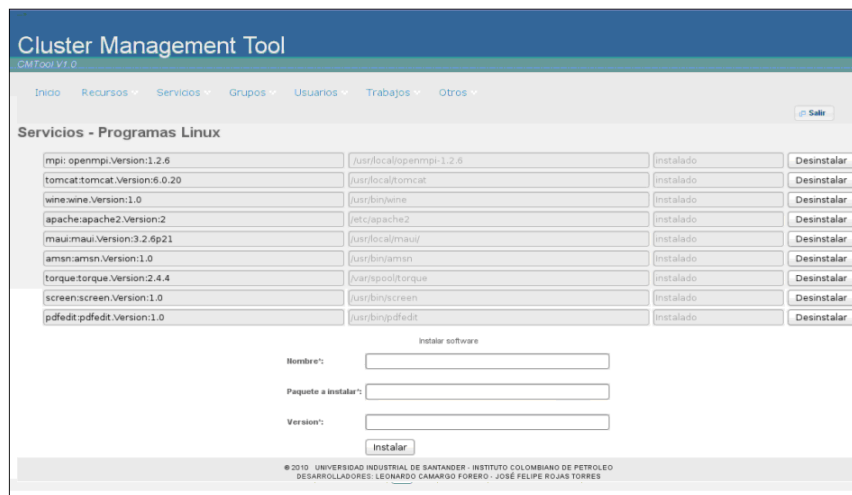 Cluster Management Tool
CMTool V1.0
Inicio Recursos Servicios Grupos Usuarios Trabajos Otros
Salir
Servicios - Programas Linux
mpi: openmpi.Version:1.2.6 /usr/local/openmpi-1.2.6 instalado Desinstalar
tomcat:tomcat.Version:6.0.20 /usr/local/tomcat instalado Desinstalar
wine:wine.Version:1.0 /usr/bin/wine Instalado Desinstalar
apache:apache2.Version:2 /etc/apache2 instalado Desinstalar
maui:maui.Version:3.2.6p21 /usr/local/maui/ instalado Desinstalar
amsn:amsn.Version:1.0 /usr/bin/amsn Instalado Desinstalar
torque:torque.Version:2.4.4 /var/spool/torque instalado Desinstalar
screen:screen.Version:1.0 /usr/bin/screen Instalado Desinstalar
pdfedit:pdfedit.Version:1.0 /usr/bin/pdfedit Instalado Desinstalar
Instalar software
Nombre*:
Paquete a instalar*:
Version*:
Instalar
© 2010 UNIVERSIDAD INDUSTRIAL DE SANTANDER - INSTITUTO COLOMBIANO DE PETROLEO
DESARROLLADORES: LEONARDO CAMARGO FORERO - JOSÉ FELIPE ROJAS TORRES